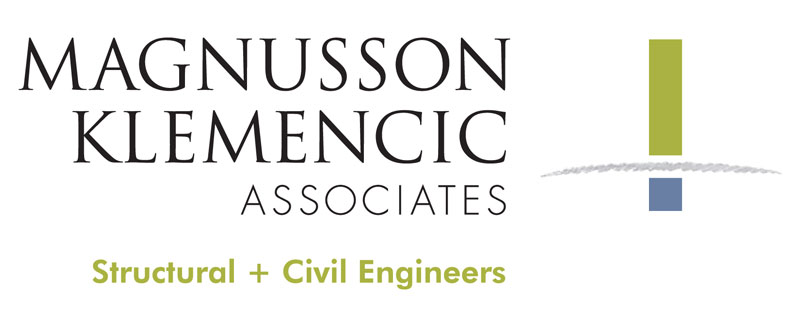 MAGNUSSON
KLEMENCIC
ASSOCIATES
Structural + Civil Engineers